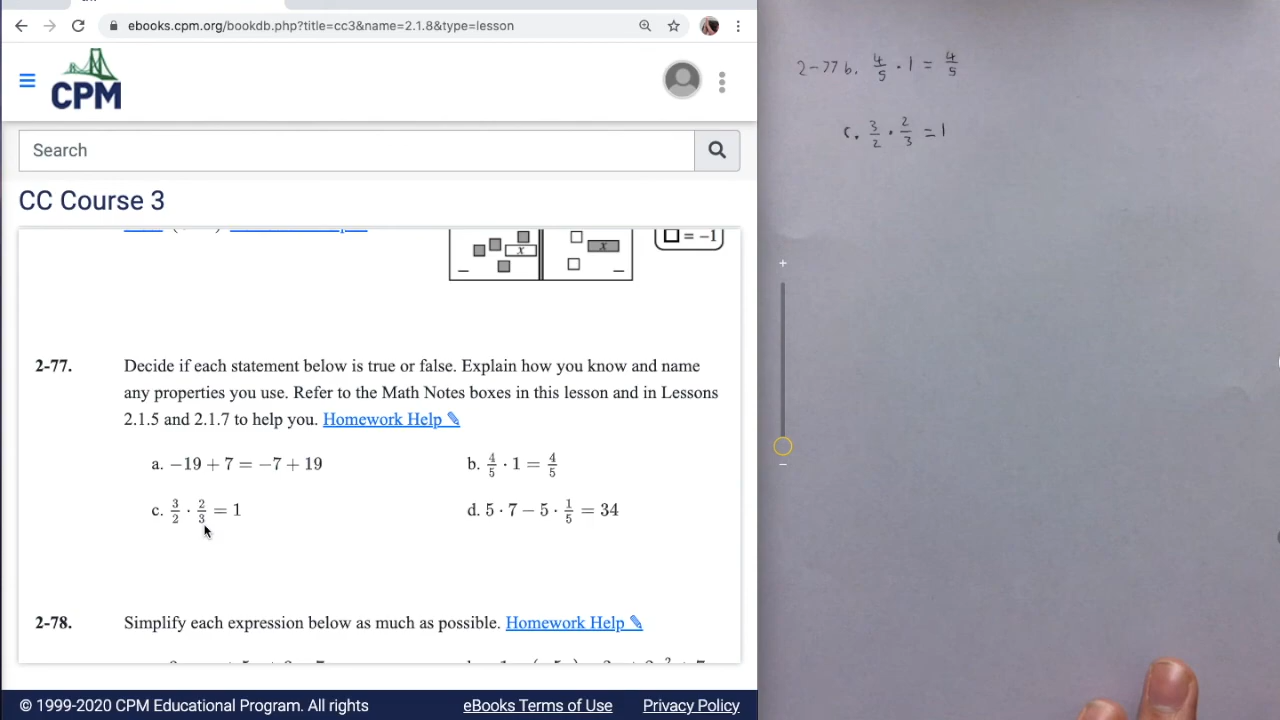 ebooks.cpm.org/bookdb.php?title=cc3&name=2.1.8&type=lesson
CPM
Search
CC Course 3
x
x
= −1
2-77.
Decide if each statement below is true or false. Explain how you know and name
any properties you use. Refer to the Math Notes boxes in this lesson and in Lessons
2.1.5 and 2.1.7 to help you. Homework Help ✎
a. −19 + 7 = −7 + 19
b. 4/5 · 1 = 4/5
c. 3/2 · 2/3 = 1
d. 5 · 7 − 5 · 1/5 = 34
2-78.
Simplify each expression below as much as possible. Homework Help ✎
© 1999-2020 CPM Educational Program. All rights
eBooks Terms of Use
Privacy Policy
2-77 b. 4/5 · 1 = 4/5
c. 3/2 · 2/3 = 1
+
−